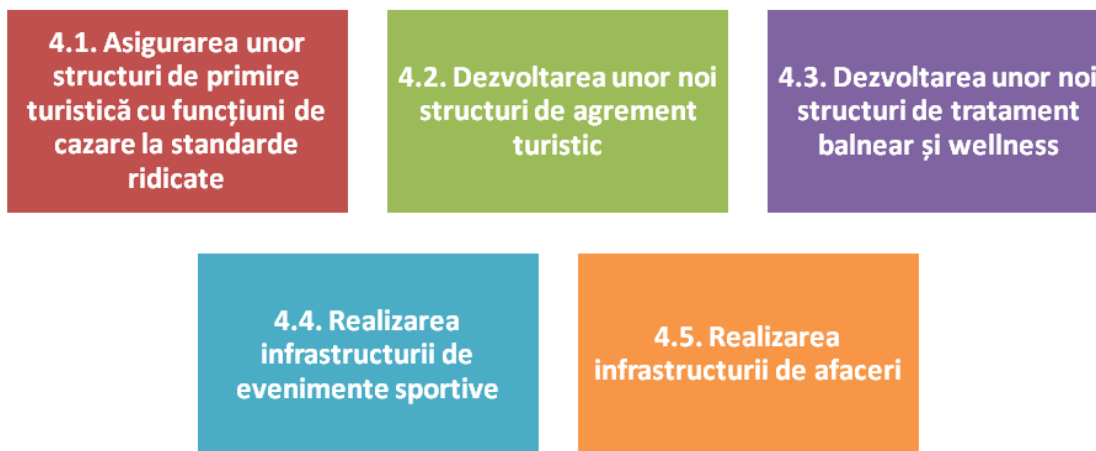 4.1. Asigurarea unor
structuri de primire
turistică cu funcțiuni de
cazare la standarde
ridicate
4.2. Dezvoltarea unor noi
structuri de agrement
turistic
4.3. Dezvoltarea unor noi
structuri de tratament
balnear și wellness
4.4. Realizarea
infrastructurii de
evenimente sportive
4.5. Realizarea
infrastructurii de afaceri